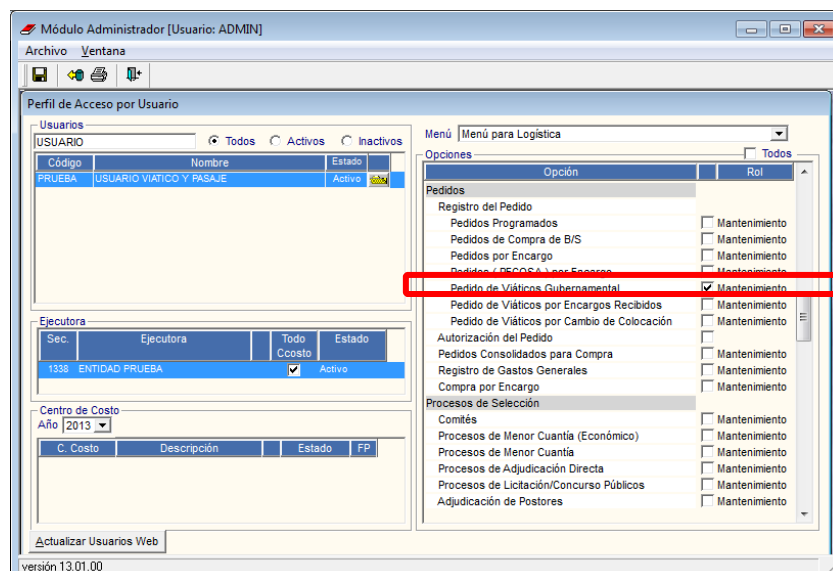 Módulo Administrador [Usuario: ADMIN]
Archivo Ventana
Perfil de Acceso por Usuario
Usuarios
USUARIO Todos Activos Inactivos
Código Nombre Estado
PRUEBA USUARIO VIATICO Y PASAJE Activo
Ejecutora
Sec. Ejecutora Todo Ccosto Estado
1338 ENTIDAD PRUEBA Activo
Centro de Costo
Año 2013
C. Costo Descripción Estado FP
Actualizar Usuarios Web
Menú Menú para Logística
Opciones Todos
Opción Rol
Pedidos
Registro del Pedido
Pedidos Programados Mantenimiento
Pedidos de Compra de B/S Mantenimiento
Pedidos por Encargo Mantenimiento
Pedidos ( PECOSA ) por Encargo Mantenimiento
Pedido de Viáticos Gubernamental Mantenimiento
Pedido de Viáticos por Encargos Recibidos Mantenimiento
Pedido de Viáticos por Cambio de Colocación Mantenimiento
Autorización del Pedido
Pedidos Consolidados para Compra Mantenimiento
Registro de Gastos Generales Mantenimiento
Compra por Encargo Mantenimiento
Procesos de Selección
Comités Mantenimiento
Procesos de Menor Cuantía (Económico) Mantenimiento
Procesos de Menor Cuantía Mantenimiento
Procesos de Adjudicación Directa Mantenimiento
Procesos de Licitación/Concurso Públicos Mantenimiento
Adjudicación de Postores Mantenimiento
versión 13.01.00